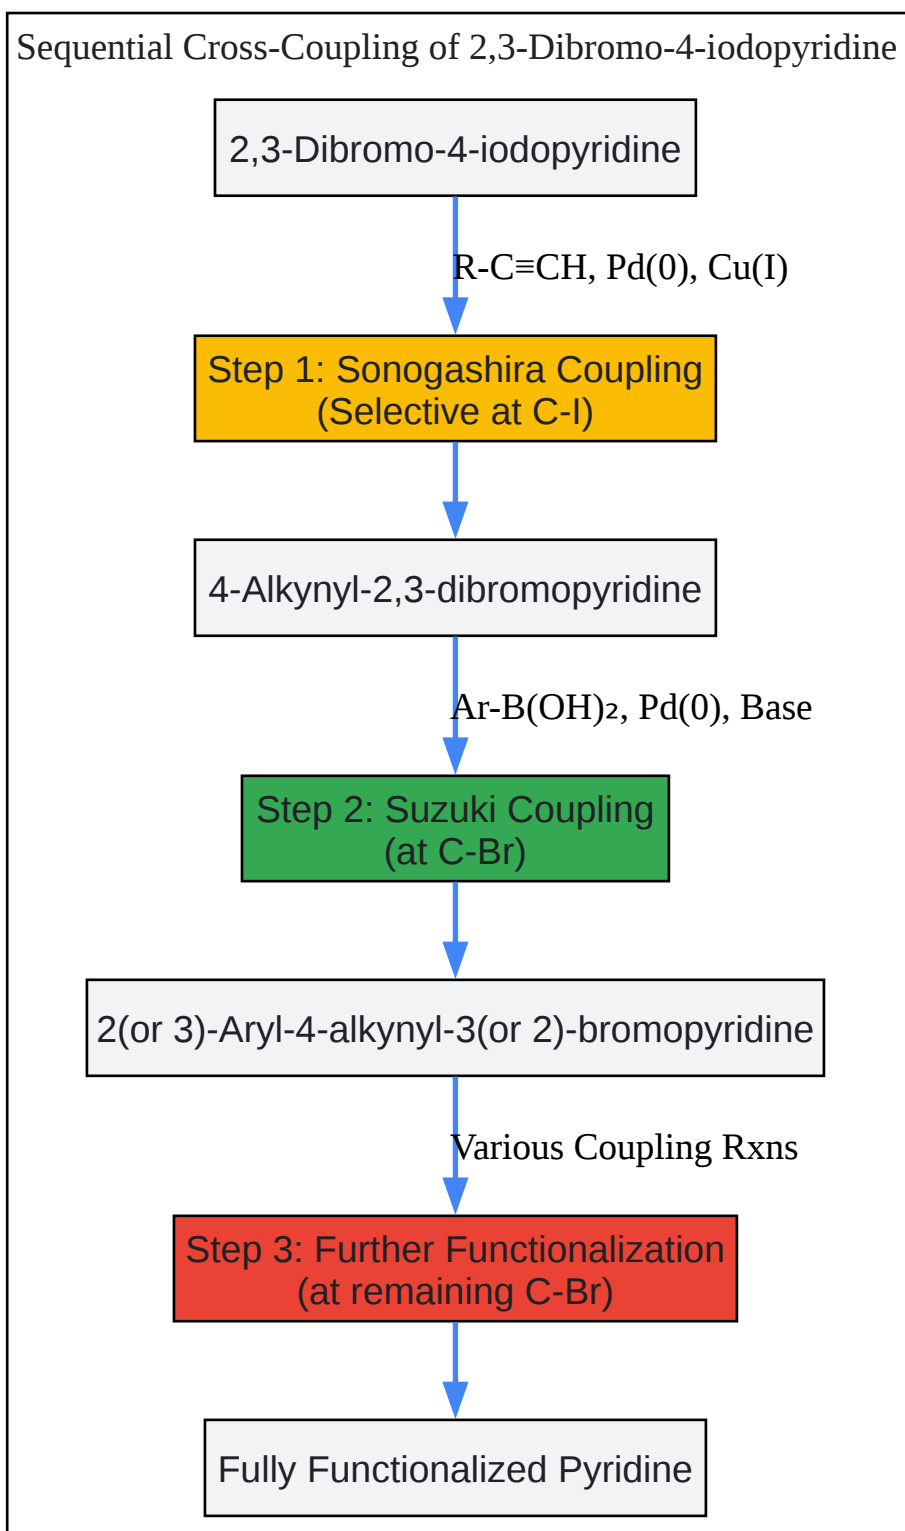 Sequential Cross-Coupling of 2,3-Dibromo-4-iodopyridine
2,3-Dibromo-4-iodopyridine
R-C≡CH, Pd(0), Cu(I)
Step 1: Sonogashira Coupling
(Selective at C-I)
4-Alkynyl-2,3-dibromopyridine
Ar-B(OH)₂, Pd(0), Base
Step 2: Suzuki Coupling
(at C-Br)
2(or 3)-Aryl-4-alkynyl-3(or 2)-bromopyridine
Various Coupling Rxns
Step 3: Further Functionalization
(at remaining C-Br)
Fully Functionalized Pyridine